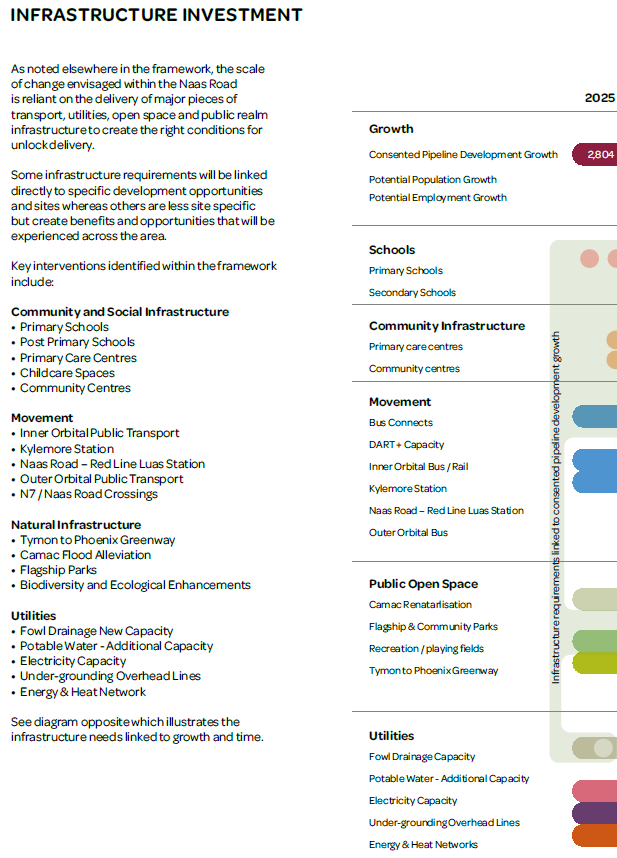 INFRASTRUCTURE INVESTMENT
As noted elsewhere in the framework, the scale
of change envisaged within the Naas Road
is reliant on the delivery of major pieces of
transport, utilities, open space and public realm
infrastructure to create the right conditions for
unlock delivery.
Some infrastructure requirements will be linked
directly to specific development opportunities
and sites whereas others are less site specific
but create benefits and opportunities that will be
experienced across the area.
Key interventions identified within the framework
include:
Community and Social Infrastructure
• Primary Schools
• Post Primary Schools
• Primary Care Centres
• Childcare Spaces
• Community Centres
Movement
• Inner Orbital Public Transport
• Kylemore Station
• Naas Road – Red Line Luas Station
• Outer Orbital Public Transport
• N7 / Naas Road Crossings
Natural Infrastructure
• Tymon to Phoenix Greenway
• Camac Flood Alleviation
• Flagship Parks
• Biodiversity and Ecological Enhancements
Utilities
• Fowl Drainage New Capacity
• Potable Water - Additional Capacity
• Electricity Capacity
• Under-grounding Overhead Lines
• Energy & Heat Network
See diagram opposite which illustrates the
infrastructure needs linked to growth and time.
2025
Growth
Consented Pipeline Development Growth 2,804
Potential Population Growth
Potential Employment Growth
Schools
Primary Schools
Secondary Schools
Community Infrastructure
Primary care centres
Community centres
Movement
Bus Connects
DART+ Capacity
Inner Orbital Bus / Rail
Kylemore Station
Naas Road – Red Line Luas Station
Outer Orbital Bus
Public Open Space
Camac Renatarlisation
Flagship & Community Parks
Recreation / playing fields
Tymon to Phoenix Greenway
Utilities
Fowl Drainage Capacity
Potable Water - Additional Capacity
Electricity Capacity
Under-grounding Overhead Lines
Energy & Heat Networks
Infrastructure requirements linked to consented pipeline development growth